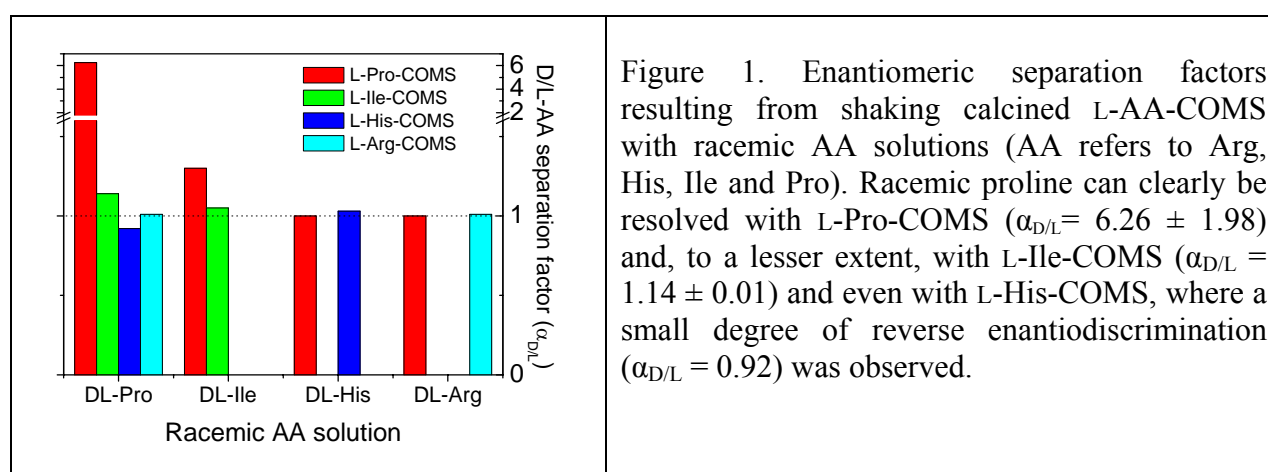 L-Pro-COMS
L-Ile-COMS
L-His-COMS
L-Arg-COMS
6
4
2
1
0
D/L-AA separation factor (α_D/L)
DL-Pro DL-Ile DL-His DL-Arg
Racemic AA solution
Figure 1. Enantiomeric separation factors
resulting from shaking calcined L-AA-COMS
with racemic AA solutions (AA refers to Arg,
His, Ile and Pro). Racemic proline can clearly be
resolved with L-Pro-COMS (α_D/L= 6.26 ± 1.98)
and, to a lesser extent, with L-Ile-COMS (α_D/L =
1.14 ± 0.01) and even with L-His-COMS, where a
small degree of reverse enantiodiscrimination
(α_D/L = 0.92) was observed.